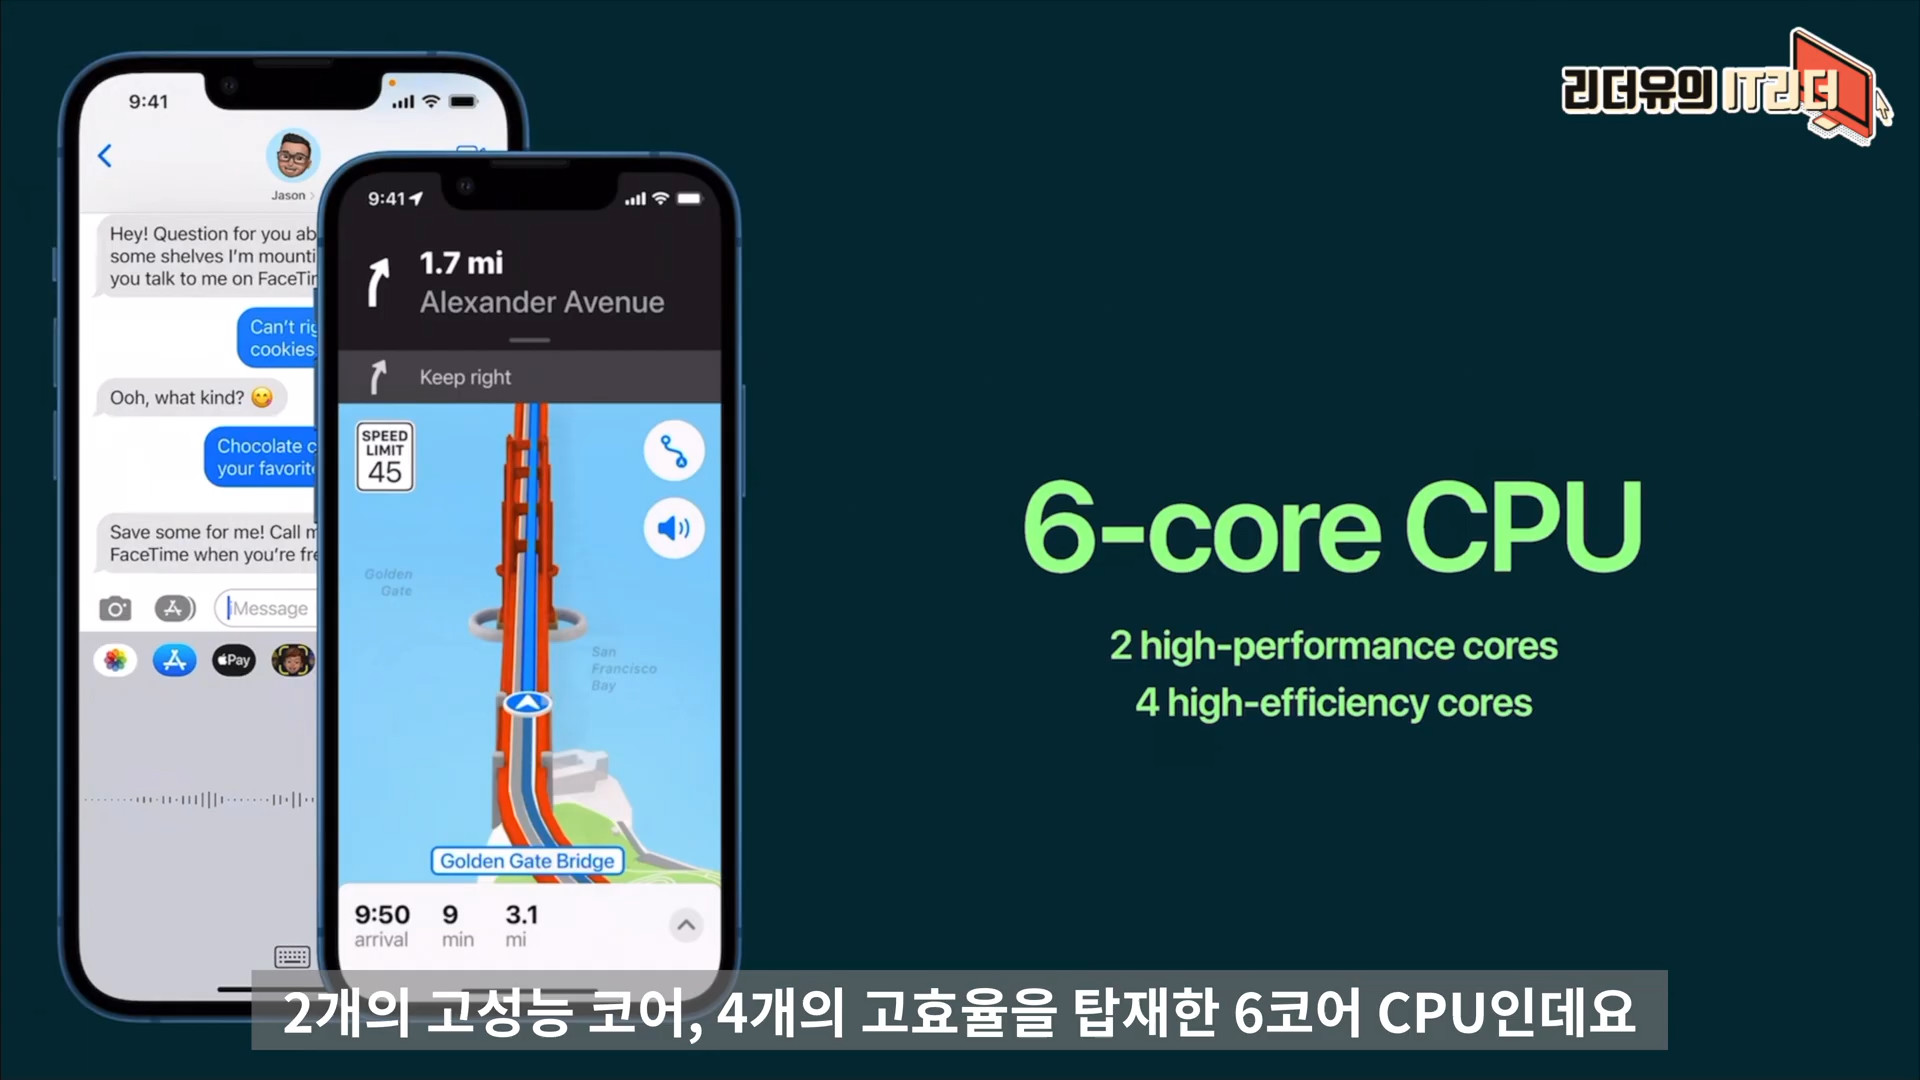 리더유의 IT리더
9:41
Jason
Hey! Question for you ab
some shelves I'm mounti
you talk to me on FaceTir
Can't rig
cookies
Ooh, what kind? 😋
Chocolate c
your favorite
Save some for me! Call m
FaceTime when you're fre
iMessage
Pay
9:41
1.7 mi
Alexander Avenue
Keep right
SPEED
LIMIT
45
Golden
Gate
San
Francisco
Bay
Golden Gate Bridge
9:50 9 3.1
arrival min mi
6-core CPU
2 high-performance cores
4 high-efficiency cores
2개의 고성능 코어, 4개의 고효율을 탑재한 6코어 CPU인데요